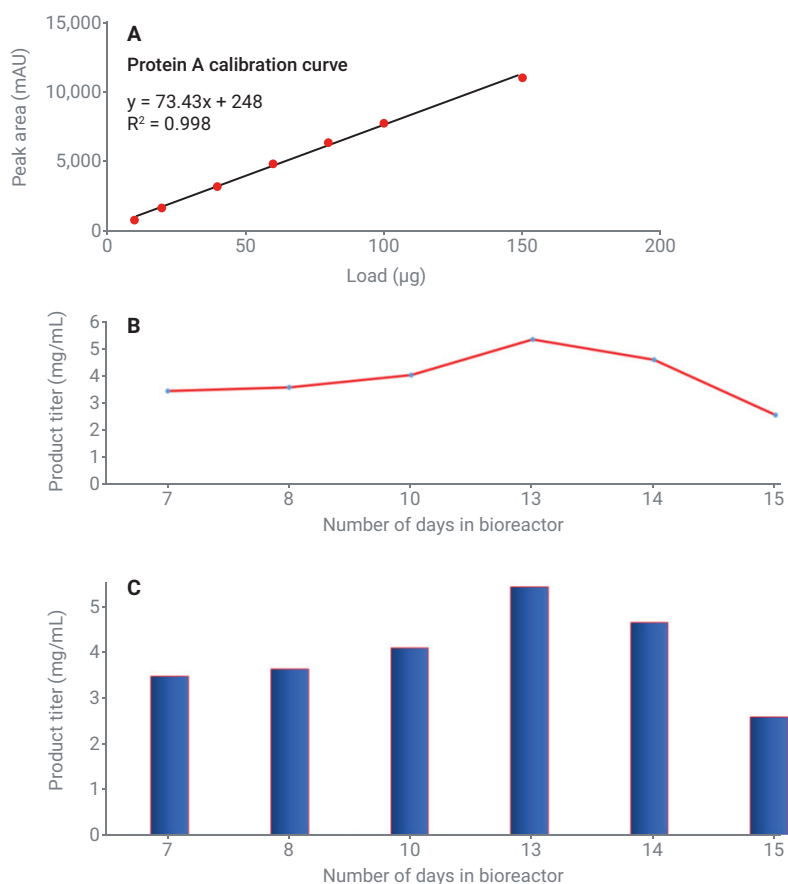 A
Protein A calibration curve
y = 73.43x + 248
R² = 0.998
Peak area (mAU)
15,000
10,000
5,000
0
0 50 100 150 200
Load (µg)
B
Product titer (mg/mL)
6
5
4
3
2
1
0
7 8 10 13 14 15
Number of days in bioreactor
C
Product titer (mg/mL)
5
4
3
2
1
0
7 8 10 13 14 15
Number of days in bioreactor